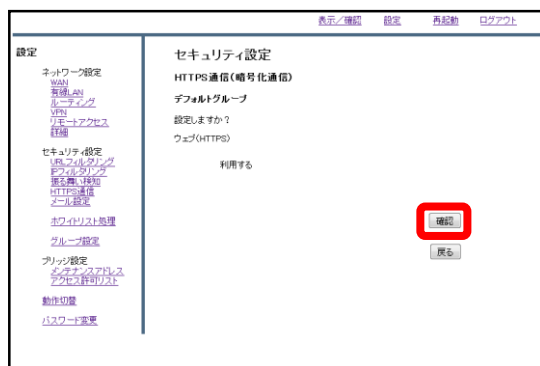 表示／確認 設定 再起動 ログアウト
設定
ネットワーク設定
WAN
有線LAN
ルーティング
VPN
リモートアクセス
詳細
セキュリティ設定
URLフィルタリング
IPフィルタリング
振る舞い検知
HTTPS通信
メール設定
ホワイトリスト処理
グループ設定
ブリッジ設定
メンテナンスアドレス
アクセス許可リスト
動作切替
パスワード変更
セキュリティ設定
HTTPS通信(暗号化通信)
デフォルトグループ
設定しますか？
ウェブ(HTTPS)
利用する
確認
戻る